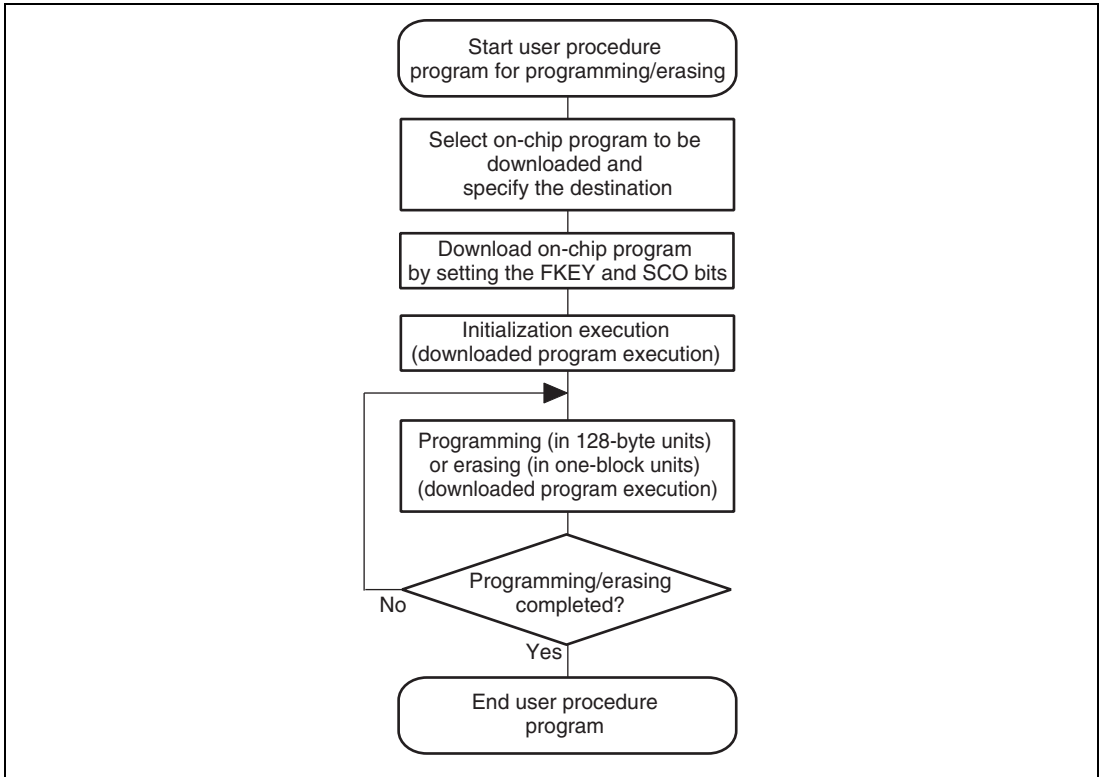 Start user procedure
program for programming/erasing
Select on-chip program to be
downloaded and
specify the destination
Download on-chip program
by setting the FKEY and SCO bits
Initialization execution
(downloaded program execution)
Programming (in 128-byte units)
or erasing (in one-block units)
(downloaded program execution)
Programming/erasing
completed?
No
Yes
End user procedure
program